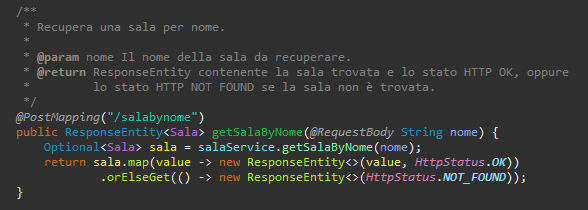 /**
 * Recupera una sala per nome.
 *
 * @param nome Il nome della sala da recuperare.
 * @return ResponseEntity contenente la sala trovata e lo stato HTTP OK, oppure
 *         lo stato HTTP NOT FOUND se la sala non è trovata.
 */
@PostMapping("/salabynome")
public ResponseEntity<Sala> getSalaByNome(@RequestBody String nome) {
    Optional<Sala> sala = salaService.getSalaByNome(nome);
    return sala.map(value -> new ResponseEntity<>(value, HttpStatus.OK))
            .orElseGet(() -> new ResponseEntity<>(HttpStatus.NOT_FOUND));
}